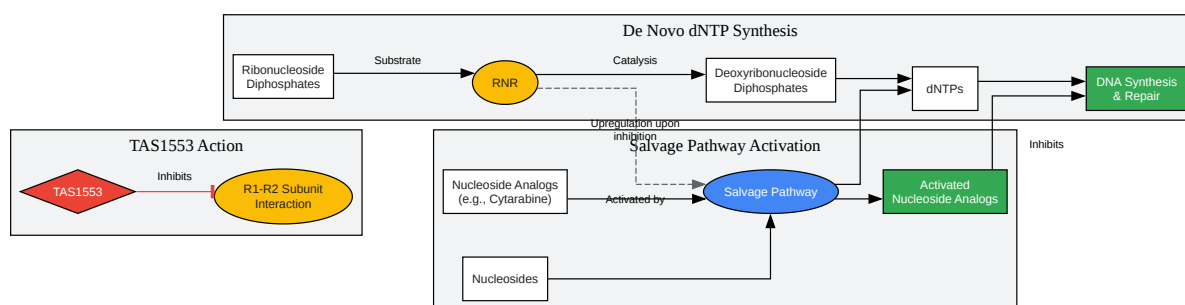 De Novo dNTP Synthesis
Ribonucleoside
Diphosphates
Substrate
RNR
Catalysis
Deoxyribonucleoside
Diphosphates
dNTPs
DNA Synthesis
& Repair
Upregulation upon
inhibition
TAS1553 Action
TAS1553
Inhibits
R1-R2 Subunit
Interaction
Salvage Pathway Activation
Inhibits
Nucleoside Analogs
(e.g., Cytarabine)
Activated by
Salvage Pathway
Activated
Nucleoside Analogs
Nucleosides